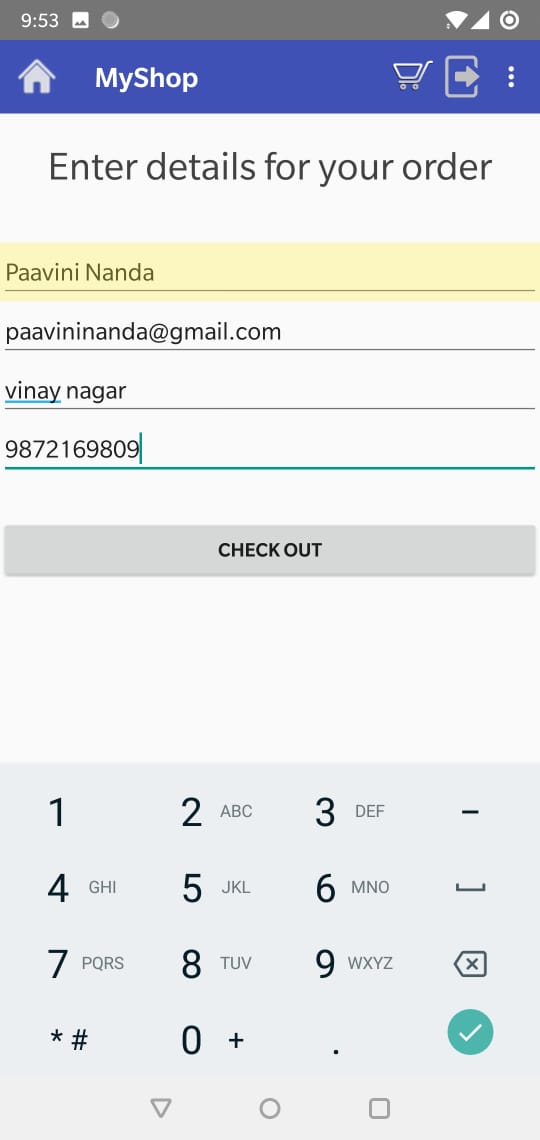 9:53
MyShop
Enter details for your order
Paavini Nanda
paavininanda@gmail.com
vinay nagar
9872169809
CHECK OUT
1 2 ABC 3 DEF -
4 GHI 5 JKL 6 MNO
7 PQRS 8 TUV 9 WXYZ
* # 0 + .